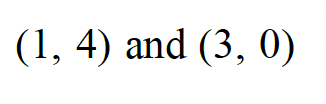 (1, 4) and (3, 0)